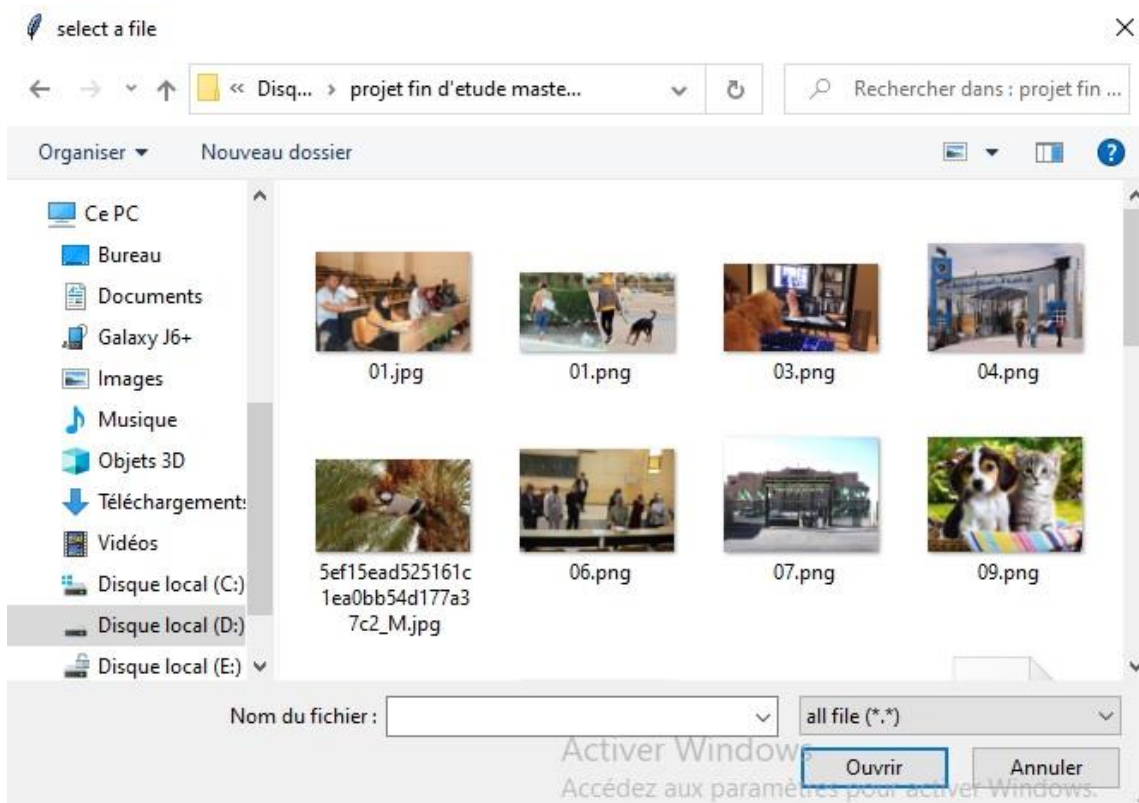 select a file
« Disq... › projet fin d'etude maste...
Rechercher dans : projet fin ...
Organiser
Nouveau dossier
Ce PC
Bureau
Documents
Galaxy J6+
Images
Musique
Objets 3D
Téléchargements
Vidéos
Disque local (C:)
Disque local (D:)
Disque local (E:)
01.jpg
01.png
03.png
04.png
5ef15ead525161c
1ea0bb54d177a3
7c2_M.jpg
06.png
07.png
09.png
Nom du fichier :
all file (*.*)
Ouvrir
Annuler
Activer Windows
Accédez aux paramètres pour activer Windows.